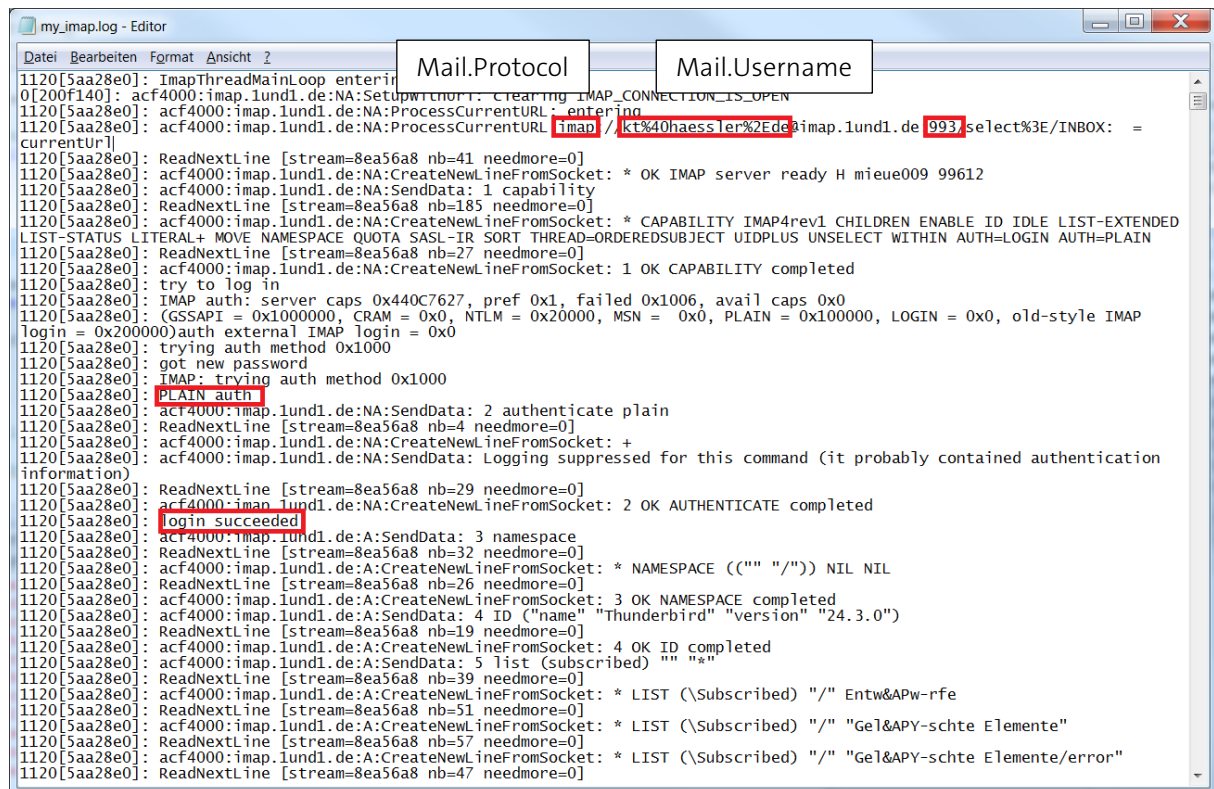 my_imap.log - Editor
Datei Bearbeiten Format Ansicht ?
Mail.Protocol
Mail.Username
1120[5aa28e0]: ImapThreadMainLoop enterin
0[200f140]: acf4000:imap.1und1.de:NA:SetupWithUrl: clearing IMAP_CONNECTION_IS_OPEN
1120[5aa28e0]: acf4000:imap.1und1.de:NA:ProcessCurrentURL: entering
1120[5aa28e0]: acf4000:imap.1und1.de:NA:ProcessCurrentURL imap://kt%40haessler%2Ede@imap.1und1.de 993/select%3E/INBOX:  =
currentUrl
1120[5aa28e0]: ReadNextLine [stream=8ea56a8 nb=41 needmore=0]
1120[5aa28e0]: acf4000:imap.1und1.de:NA:CreateNewLineFromSocket: * OK IMAP server ready H mieue009 99612
1120[5aa28e0]: acf4000:imap.1und1.de:NA:SendData: 1 capability
1120[5aa28e0]: ReadNextLine [stream=8ea56a8 nb=185 needmore=0]
1120[5aa28e0]: acf4000:imap.1und1.de:NA:CreateNewLineFromSocket: * CAPABILITY IMAP4rev1 CHILDREN ENABLE ID IDLE LIST-EXTENDED
LIST-STATUS LITERAL+ MOVE NAMESPACE QUOTA SASL-IR SORT THREAD=ORDEREDSUBJECT UIDPLUS UNSELECT WITHIN AUTH=LOGIN AUTH=PLAIN
1120[5aa28e0]: ReadNextLine [stream=8ea56a8 nb=27 needmore=0]
1120[5aa28e0]: acf4000:imap.1und1.de:NA:CreateNewLineFromSocket: 1 OK CAPABILITY completed
1120[5aa28e0]: try to log in
1120[5aa28e0]: IMAP auth: server caps 0x440C7627, pref 0x1, failed 0x1006, avail caps 0x0
1120[5aa28e0]: (GSSAPI = 0x1000000, CRAM = 0x0, NTLM = 0x20000, MSN =  0x0, PLAIN = 0x100000, LOGIN = 0x0, old-style IMAP
login = 0x200000)auth external IMAP login = 0x0
1120[5aa28e0]: trying auth method 0x1000
1120[5aa28e0]: got new password
1120[5aa28e0]: IMAP: trying auth method 0x1000
1120[5aa28e0]: PLAIN auth
1120[5aa28e0]: acf4000:imap.1und1.de:NA:SendData: 2 authenticate plain
1120[5aa28e0]: ReadNextLine [stream=8ea56a8 nb=4 needmore=0]
1120[5aa28e0]: acf4000:imap.1und1.de:NA:CreateNewLineFromSocket: +
1120[5aa28e0]: acf4000:imap.1und1.de:NA:SendData: Logging suppressed for this command (it probably contained authentication
information)
1120[5aa28e0]: ReadNextLine [stream=8ea56a8 nb=29 needmore=0]
1120[5aa28e0]: acf4000:imap.1und1.de:NA:CreateNewLineFromSocket: 2 OK AUTHENTICATE completed
1120[5aa28e0]: login succeeded
1120[5aa28e0]: acf4000:imap.1und1.de:A:SendData: 3 namespace
1120[5aa28e0]: ReadNextLine [stream=8ea56a8 nb=32 needmore=0]
1120[5aa28e0]: acf4000:imap.1und1.de:A:CreateNewLineFromSocket: * NAMESPACE (("" "/")) NIL NIL
1120[5aa28e0]: ReadNextLine [stream=8ea56a8 nb=26 needmore=0]
1120[5aa28e0]: acf4000:imap.1und1.de:A:CreateNewLineFromSocket: 3 OK NAMESPACE completed
1120[5aa28e0]: acf4000:imap.1und1.de:A:SendData: 4 ID ("name" "Thunderbird" "version" "24.3.0")
1120[5aa28e0]: ReadNextLine [stream=8ea56a8 nb=19 needmore=0]
1120[5aa28e0]: acf4000:imap.1und1.de:A:CreateNewLineFromSocket: 4 OK ID completed
1120[5aa28e0]: acf4000:imap.1und1.de:A:SendData: 5 list (subscribed) "" "*"
1120[5aa28e0]: ReadNextLine [stream=8ea56a8 nb=39 needmore=0]
1120[5aa28e0]: acf4000:imap.1und1.de:A:CreateNewLineFromSocket: * LIST (\Subscribed) "/" Entw&APw-rfe
1120[5aa28e0]: ReadNextLine [stream=8ea56a8 nb=51 needmore=0]
1120[5aa28e0]: acf4000:imap.1und1.de:A:CreateNewLineFromSocket: * LIST (\Subscribed) "/" "Gel&APY-schte Elemente"
1120[5aa28e0]: ReadNextLine [stream=8ea56a8 nb=57 needmore=0]
1120[5aa28e0]: acf4000:imap.1und1.de:A:CreateNewLineFromSocket: * LIST (\Subscribed) "/" "Gel&APY-schte Elemente/error"
1120[5aa28e0]: ReadNextLine [stream=8ea56a8 nb=47 needmore=0]